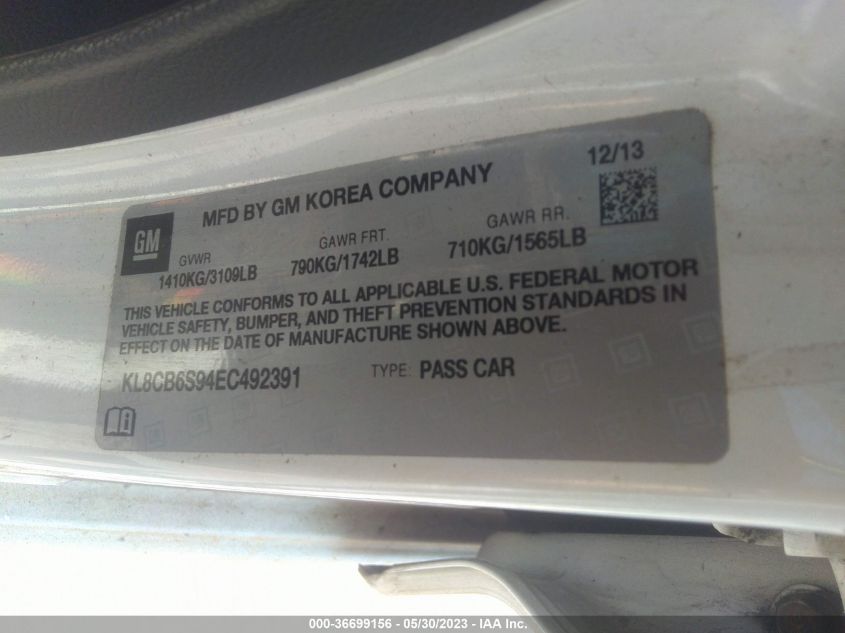 12/13
MFD BY GM KOREA COMPANY
GM
GVWR GAWR FRT. GAWR RR.
1410KG/3109LB 790KG/1742LB 710KG/1565LB
THIS VEHICLE CONFORMS TO ALL APPLICABLE U.S. FEDERAL MOTOR
VEHICLE SAFETY, BUMPER, AND THEFT PREVENTION STANDARDS IN
EFFECT ON THE DATE OF MANUFACTURE SHOWN ABOVE.
KL8CB6S94EC492391 TYPE: PASS CAR
000-36699156 - 05/30/2023 - IAA Inc.